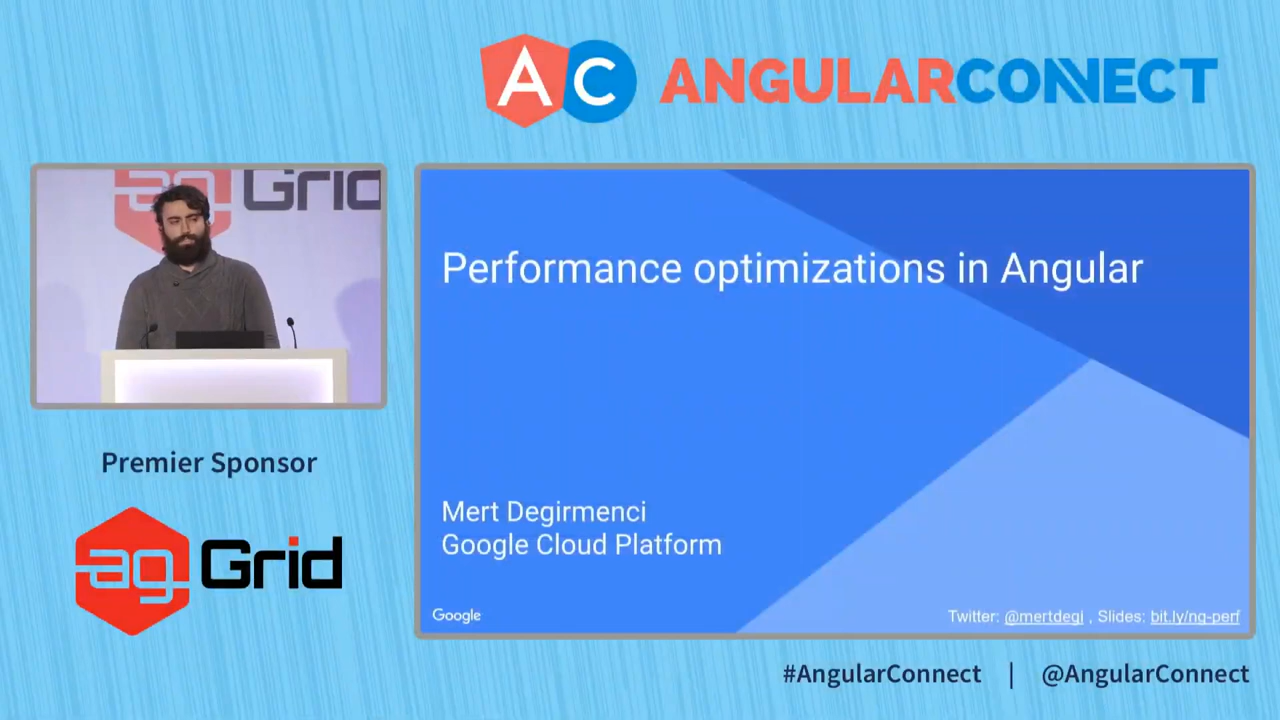 AC ANGULARCONNECT
ag Grid
Performance optimizations in Angular
Mert Degirmenci
Google Cloud Platform
Google
Twitter: @mertdegi , Slides: bit.ly/ng-perf
Premier Sponsor
ag Grid
#AngularConnect | @AngularConnect